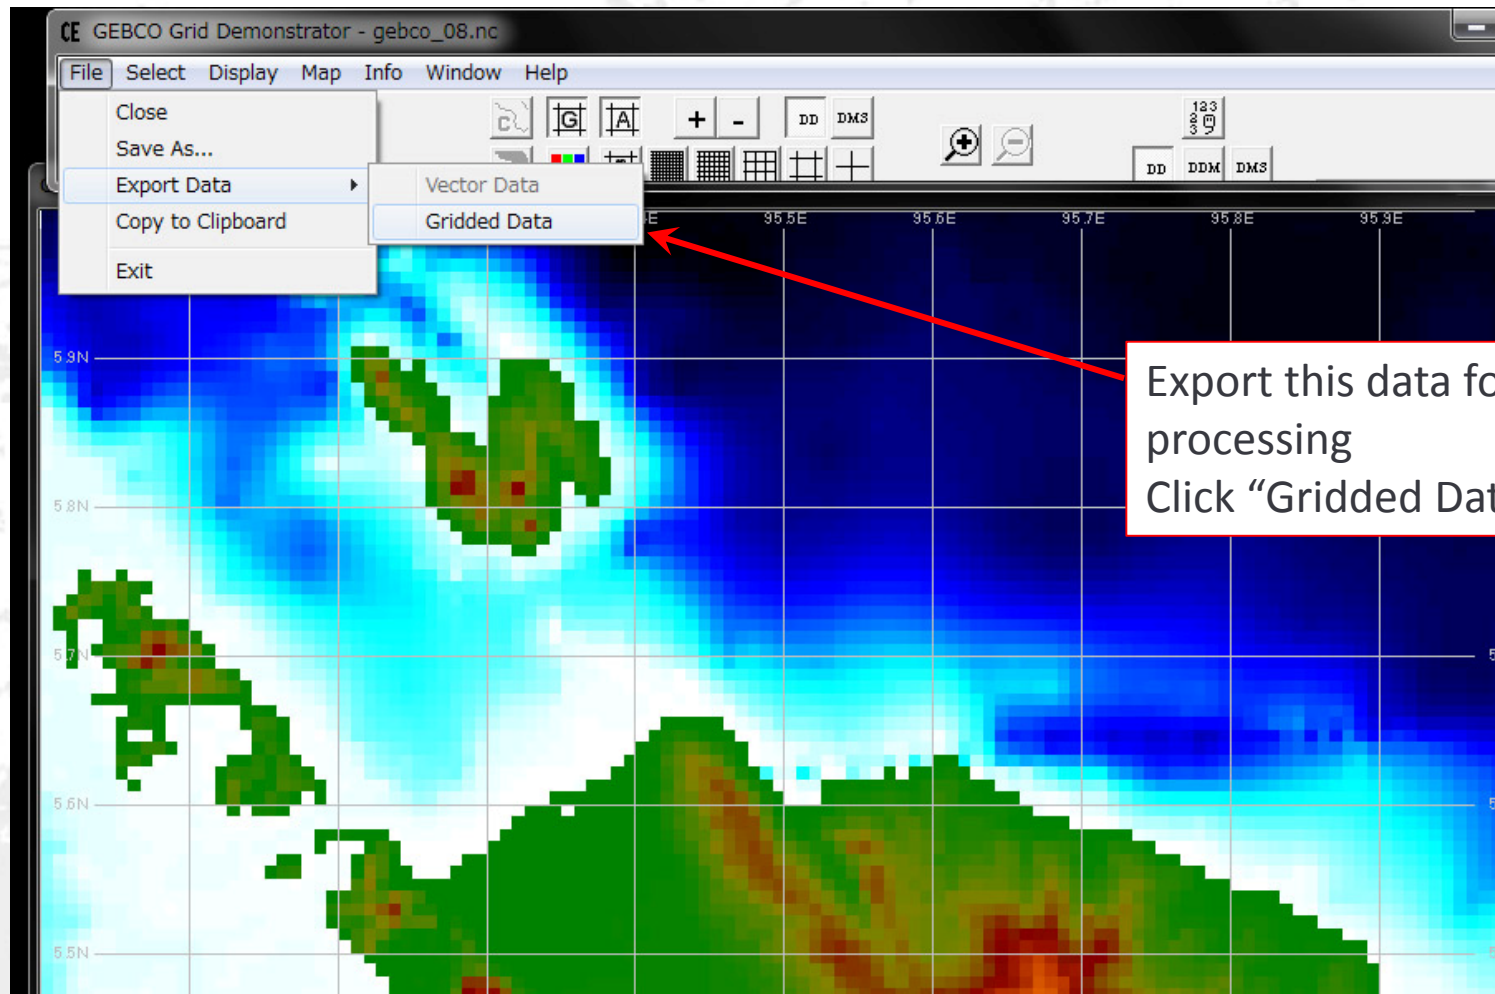 CE GEBCO Grid Demonstrator - gebco_08.nc
File Select Display Map Info Window Help
Close
Save As...
Export Data
Copy to Clipboard
Exit
Vector Data
Gridded Data
C G A + - DD DMS
123
DD DDM DMS
95.5E 95.6E 95.7E 95.8E 95.9E
5.9N
5.8N
5.7N
5.6N
5.5N
Export this data fo
processing
Click “Gridded Dat